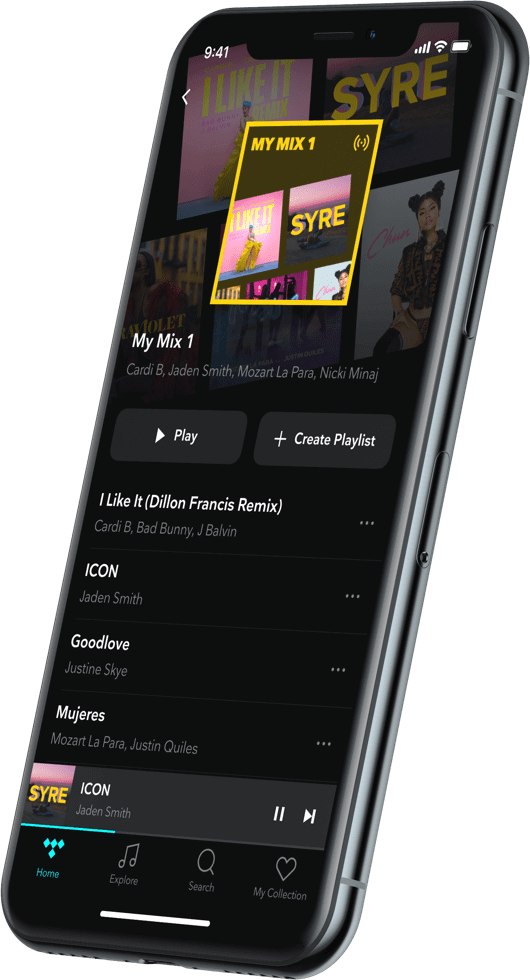 9:41
I LIKE IT
SYRE
MY MIX 1
I LIKE IT
SYRE
Chun
My Mix 1
Cardi B, Jaden Smith, Mozart La Para, Nicki Minaj
Play
Create Playlist
I Like It (Dillon Francis Remix)
Cardi B, Bad Bunny, J Balvin
ICON
Jaden Smith
Goodlove
Justine Skye
Mujeres
Mozart La Para, Justin Quiles
SYRE
ICON
Jaden Smith
Home
Explore
Search
My Collection